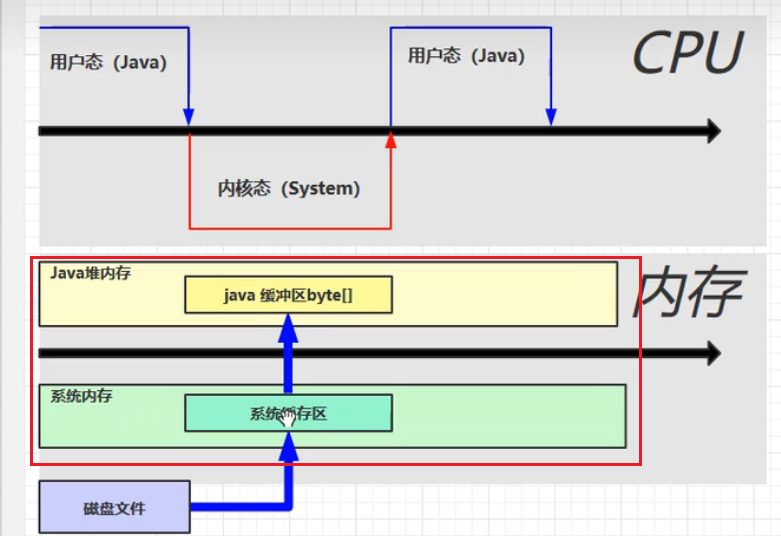 用户态（Java）
用户态（Java）
CPU
内核态（System）
Java堆内存
java 缓冲区byte[]
内存
系统内存
系统缓存区
磁盘文件